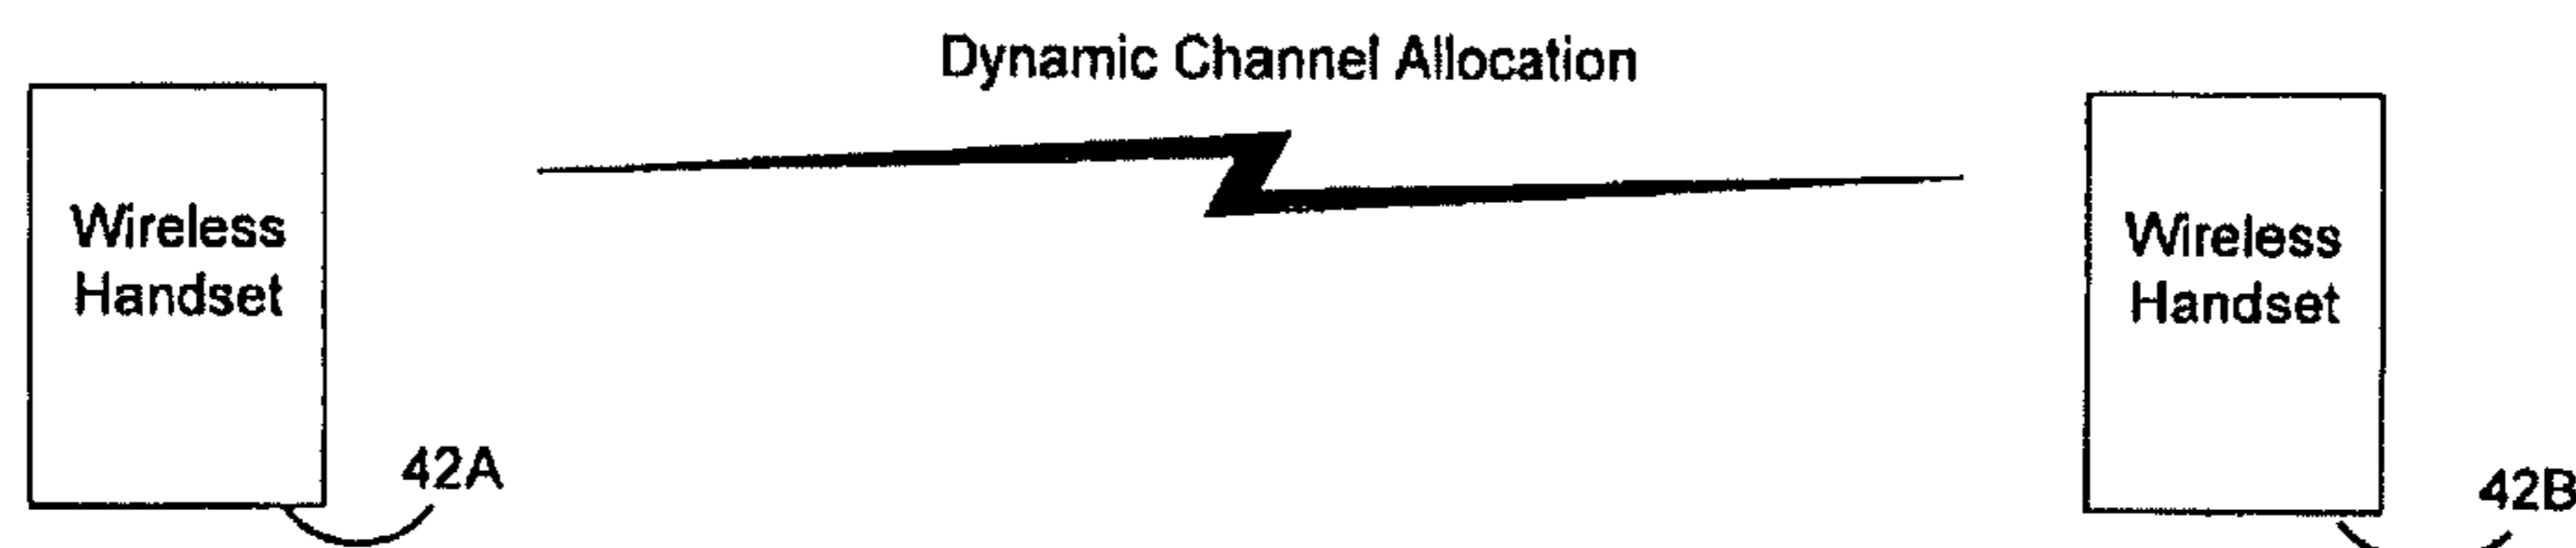 Dynamic Channel Allocation
Wireless
Handset
42A
Wireless
Handset
42B